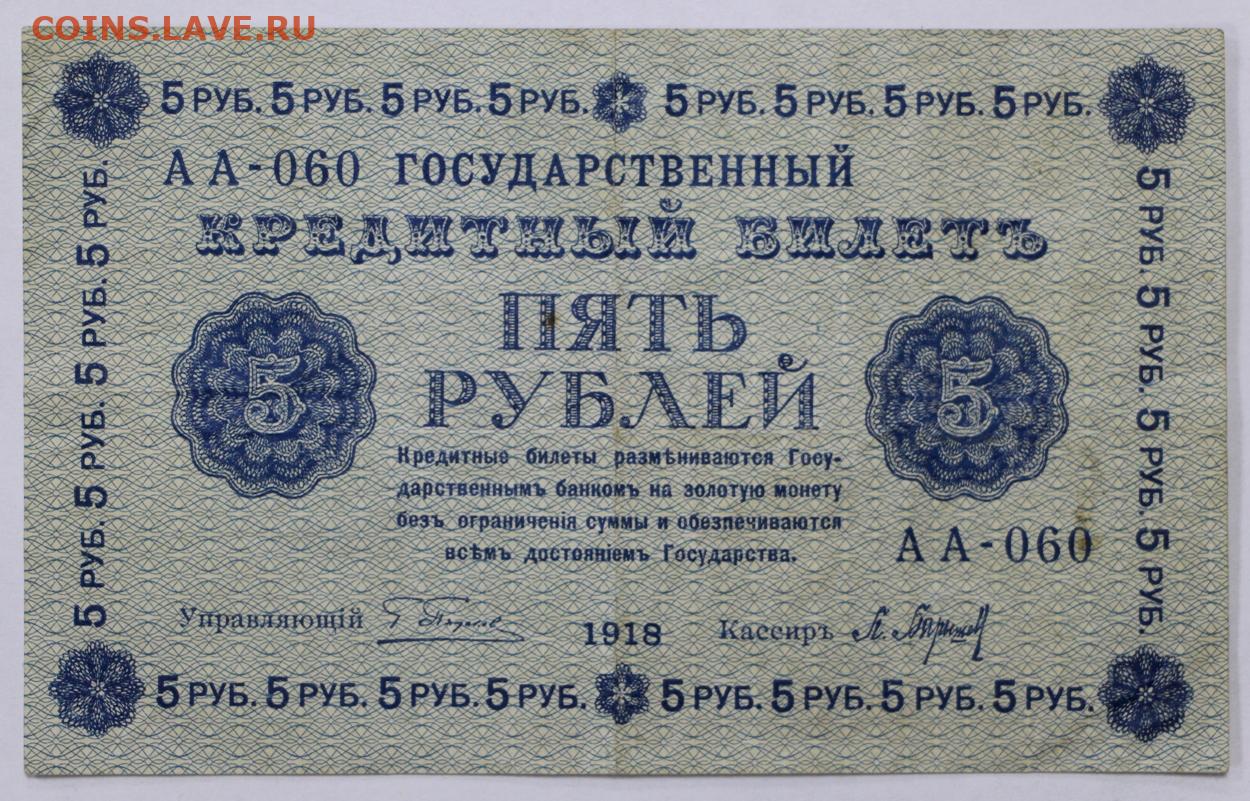 COINS.LAVE.RU
5 РУБ. 5 РУБ. 5 РУБ. 5 РУБ. 5 РУБ. 5 РУБ. 5 РУБ. 5 РУБ.
АА-060 ГОСУДАРСТВЕННЫЙ
КРЕДИТНЫЙ БИЛЕТЪ
ПЯТЬ
РУБЛЕЙ
5
5
Кредитные билеты размѣниваются Госу-
дарственнымъ банкомъ на золотую монету
безъ ограниченія суммы и обезпечиваются
всѣмъ достояніемъ Государства.
АА-060
Управляющій
1918
Кассиръ
5 РУБ. 5 РУБ. 5 РУБ. 5 РУБ.
5 РУБ. 5 РУБ. 5 РУБ. 5 РУБ.
5 РУБ. 5 РУБ. 5 РУБ. 5 РУБ. 5 РУБ. 5 РУБ. 5 РУБ. 5 РУБ.